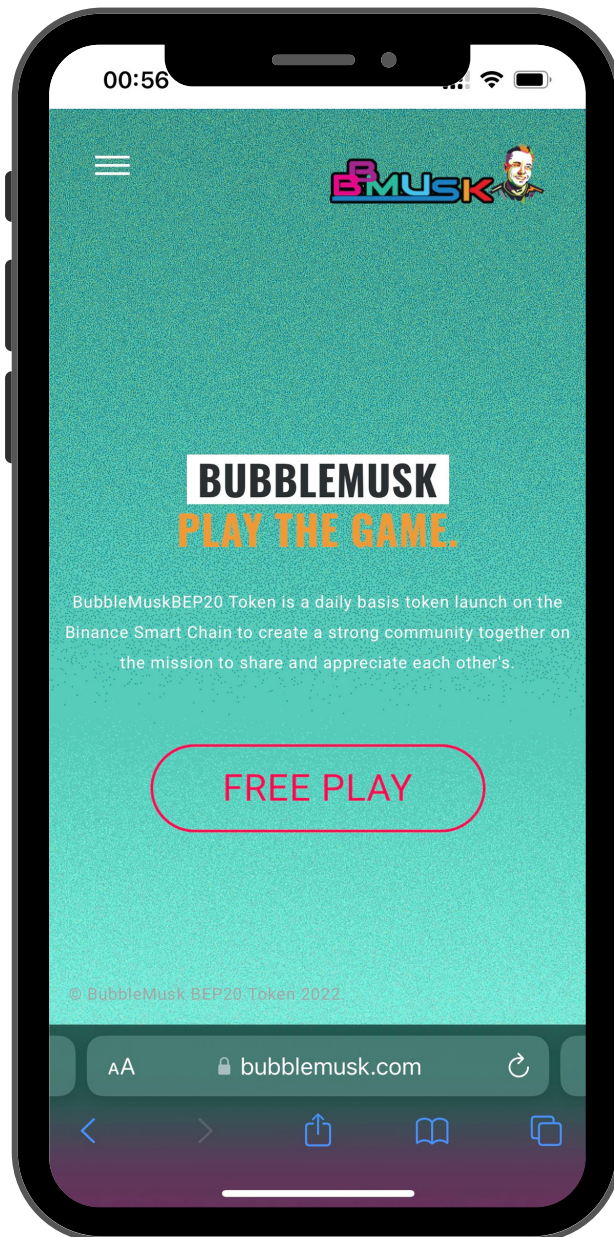 00:56
BBMUSK
BUBBLEMUSK
PLAY THE GAME.
BubbleMuskBEP20 Token is a daily basis token launch on the
Binance Smart Chain to create a strong community together on
the mission to share and appreciate each other's.
FREE PLAY
© BubbleMusk BEP20 Token 2022.
AA
bubblemusk.com